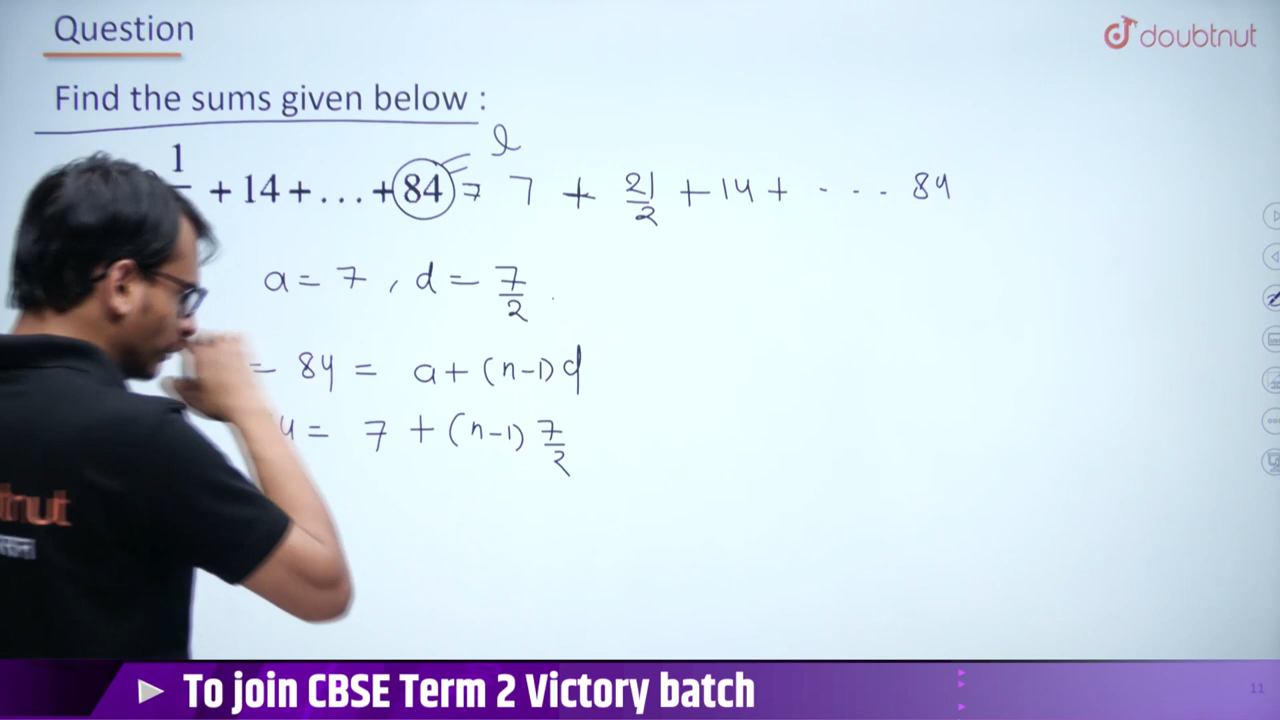 Question
doubtnut
Find the sums given below :
l
1 + 14 + ... + 84 = 7 + 21/2 + 14 + - - - 84
a = 7 , d = 7/2
= 84 = a + (n-1) d
= 7 + (n-1) 7/2
To join CBSE Term 2 Victory batch
11